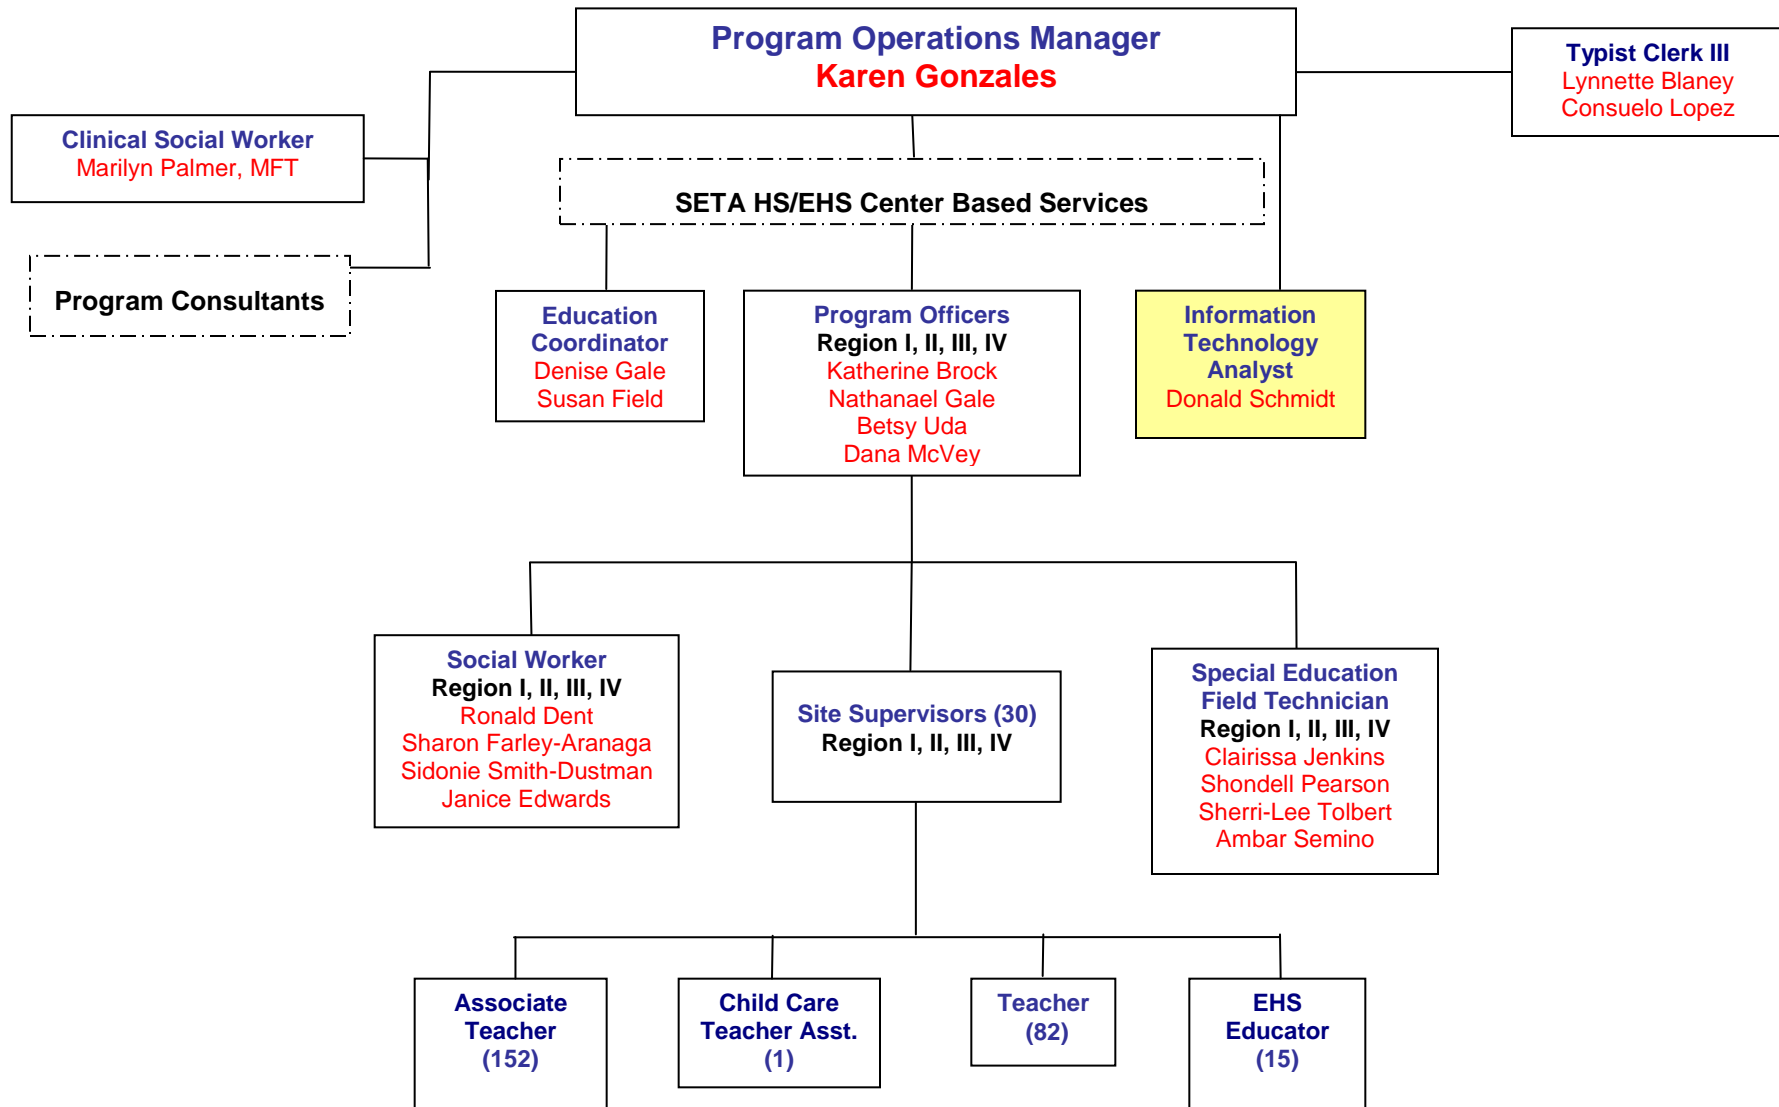 Program Operations Manager
Karen Gonzales
Typist Clerk III
Lynnette Blaney
Consuelo Lopez
Clinical Social Worker
Marilyn Palmer, MFT
SETA HS/EHS Center Based Services
Program Consultants
Education
Coordinator
Denise Gale
Susan Field
Program Officers
Region I, II, III, IV
Katherine Brock
Nathanael Gale
Betsy Uda
Dana McVey
Information
Technology
Analyst
Donald Schmidt
Social Worker
Region I, II, III, IV
Ronald Dent
Sharon Farley-Aranaga
Sidonie Smith-Dustman
Janice Edwards
Site Supervisors (30)
Region I, II, III, IV
Special Education
Field Technician
Region I, II, III, IV
Clairissa Jenkins
Shondell Pearson
Sherri-Lee Tolbert
Ambar Semino
Associate
Teacher
(152)
Child Care
Teacher Asst.
(1)
Teacher
(82)
EHS
Educator
(15)